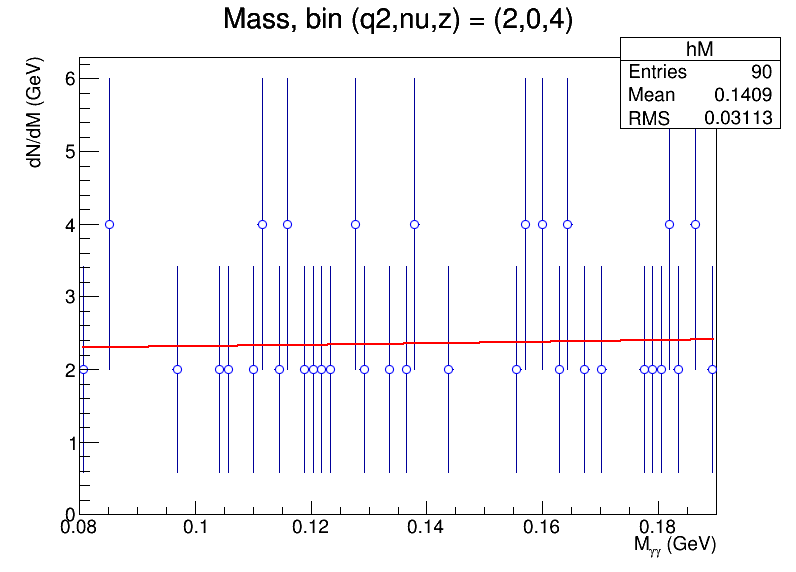 Mass, bin (q2,nu,z) = (2,0,4)
hM
Entries 90
Mean 0.1409
RMS 0.03113
dN/dM (GeV)
6
5
4
3
2
1
0
0.08 0.1 0.12 0.14 0.16 0.18
Mγγ (GeV)